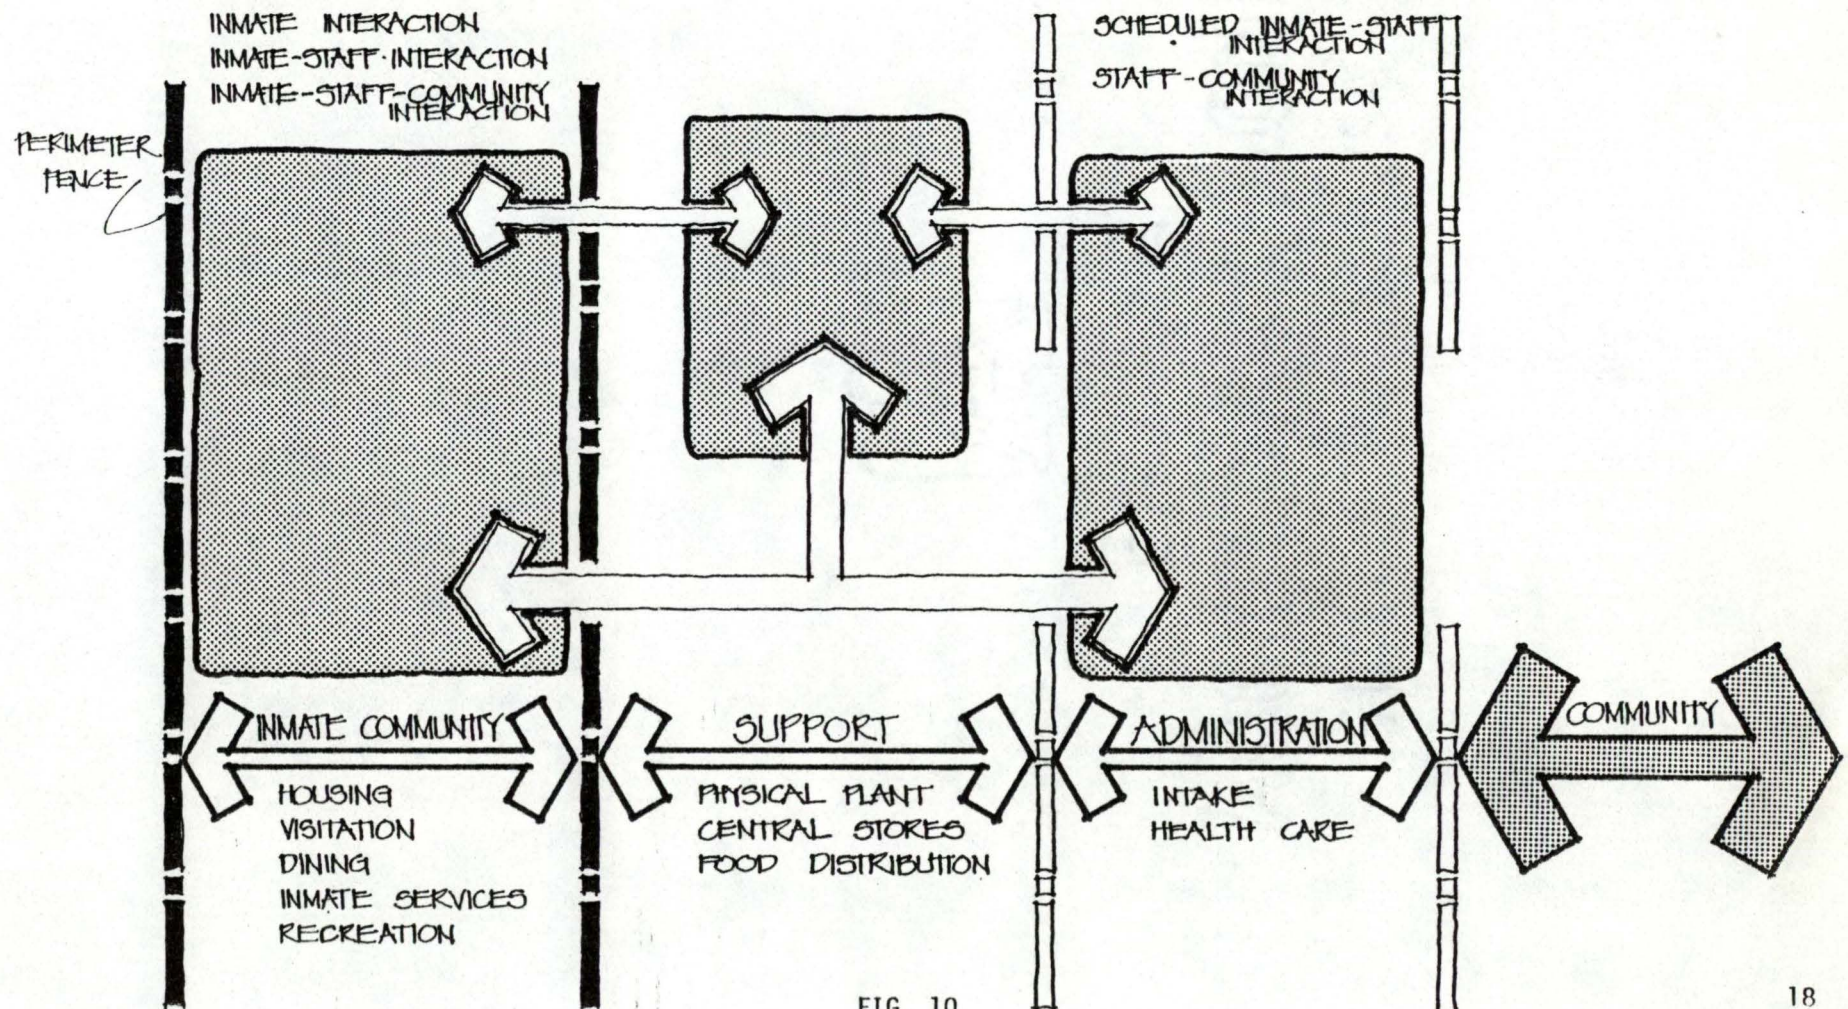 INMATE INTERACTION
INMATE-STAFF INTERACTION
INMATE-STAFF-COMMUNITY
INTERACTION
SCHEDULED INMATE-STAFF
INTERACTION
STAFF-COMMUNITY
INTERACTION
PERIMETER
FENCE
INMATE COMMUNITY
HOUSING
VISITATION
DINING
INMATE SERVICES
RECREATION
SUPPORT
PHYSICAL PLANT
CENTRAL STORES
FOOD DISTRIBUTION
ADMINISTRATION
INTAKE
HEALTH CARE
COMMUNITY
FIG. 10
18